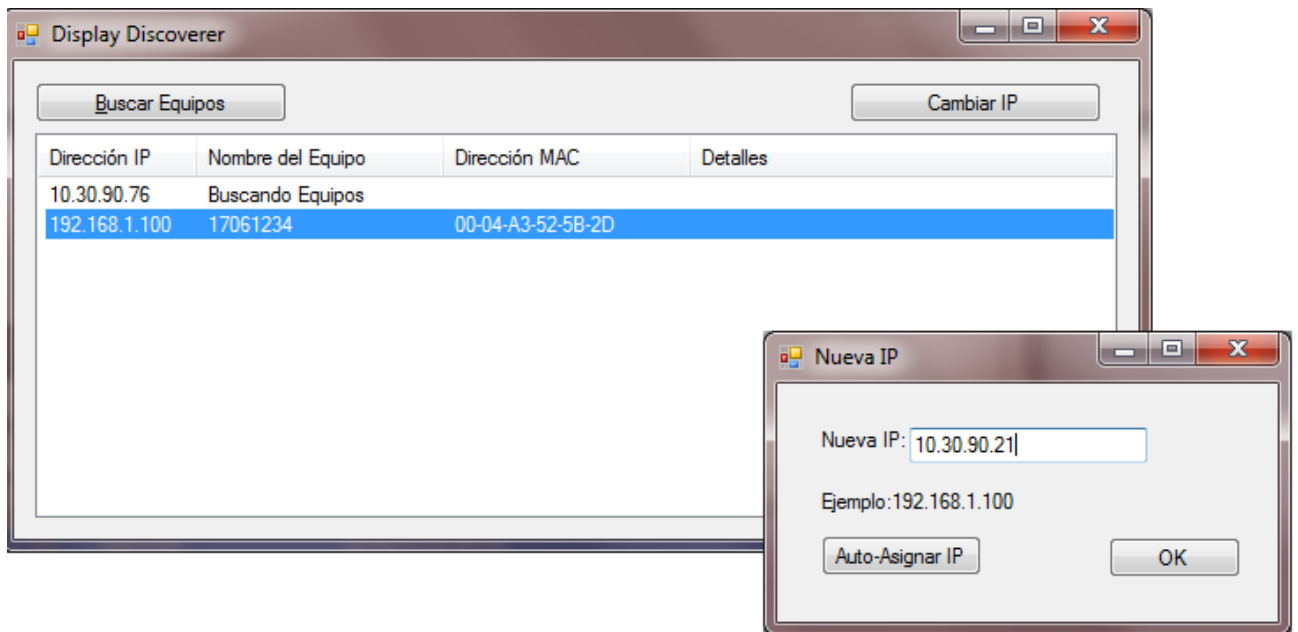 Display Discoverer
Buscar Equipos
Cambiar IP
Dirección IP Nombre del Equipo Dirección MAC Detalles
10.30.90.76 Buscando Equipos
192.168.1.100 17061234 00-04-A3-52-5B-2D
Nueva IP
Nueva IP: 10.30.90.21
Ejemplo:192.168.1.100
Auto-Asignar IP
OK